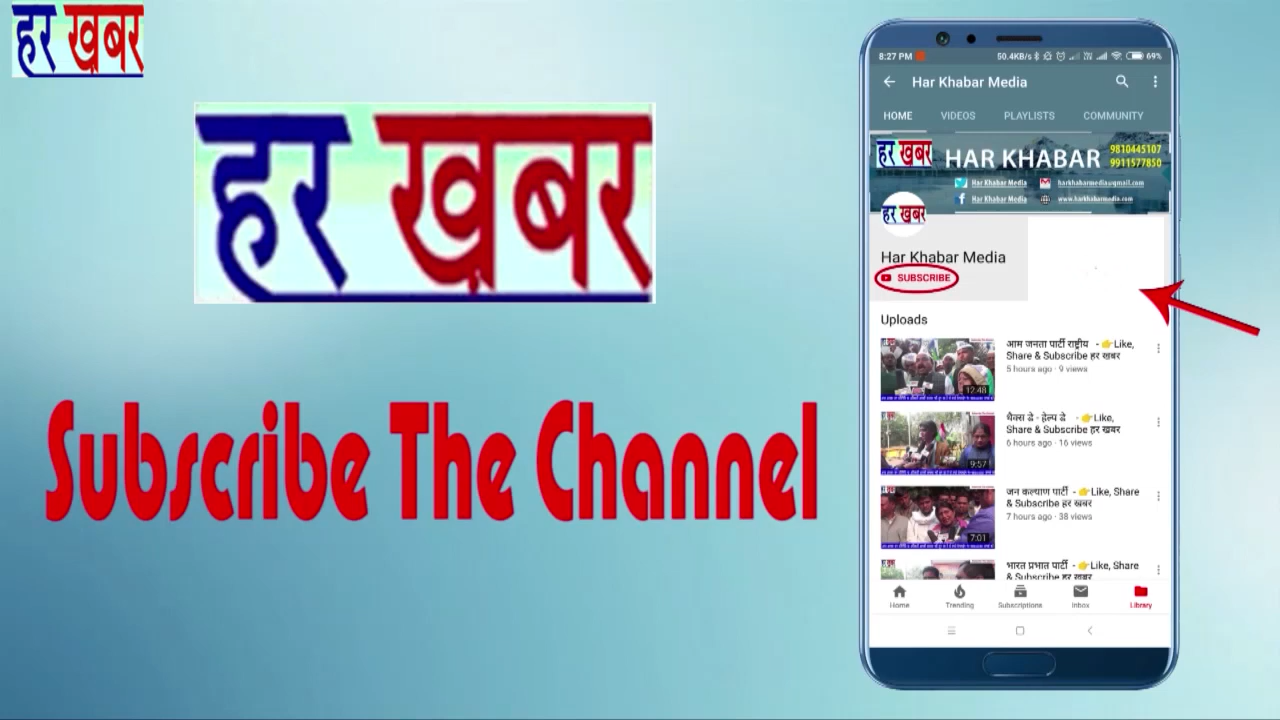 हर ख़बर
हर ख़बर
Subscribe The Channel
8:27 PM
50.4KB/s
69%
Har Khabar Media
HOME VIDEOS PLAYLISTS COMMUNITY
हर ख़बर
HAR KHABAR
9810445107
9911577850
Har Khabar Media
harkhabarmedia@gmail.com
Har Khabar Media
www.harkhabarmedia.com
हर ख़बर
Har Khabar Media
SUBSCRIBE
Uploads
आम जनता पार्टी राष्ट्रीय - 👉Like,
Share & Subscribe हर खबर
5 hours ago · 9 views
12:48
थैंक्स डे - हेल्प डे 👉Like,
Share & Subscribe हर खबर
6 hours ago · 16 views
9:57
जन कल्याण पार्टी - 👉Like, Share
& Subscribe हर खबर
7 hours ago · 38 views
7:01
भारत प्रभात पार्टी - 👉Like, Share
& Subscribe हर खबर
Home Trending Subscriptions Inbox Library